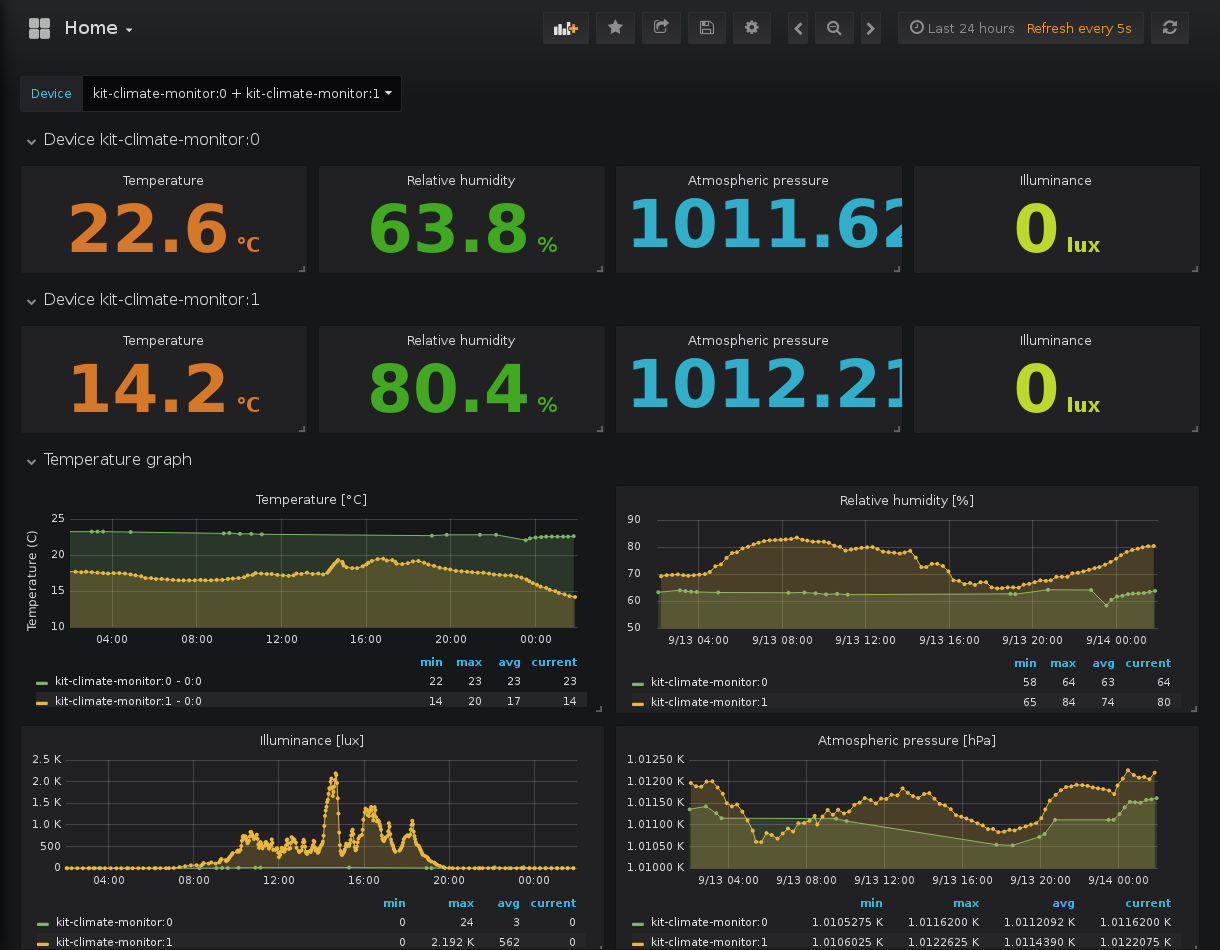 Home
Last 24 hours Refresh every 5s
Device kit-climate-monitor:0 + kit-climate-monitor:1
Device kit-climate-monitor:0
Temperature Relative humidity Atmospheric pressure Illuminance
22.6 °C 63.8 % 1011.62 0 lux
Device kit-climate-monitor:1
Temperature Relative humidity Atmospheric pressure Illuminance
14.2 °C 80.4 % 1012.21 0 lux
Temperature graph
Temperature [°C]
Temperature (C)
25
20
15
10
04:00 08:00 12:00 16:00 20:00 00:00
min max avg current
kit-climate-monitor:0 - 0:0 22 23 23 23
kit-climate-monitor:1 - 0:0 14 20 17 14
Relative humidity [%]
90
80
70
60
50
9/13 04:00 9/13 08:00 9/13 12:00 9/13 16:00 9/13 20:00 9/14 00:00
min max avg current
kit-climate-monitor:0 58 64 63 64
kit-climate-monitor:1 65 84 74 80
Illuminance [lux]
2.5 K
2.0 K
1.5 K
1.0 K
500
0
04:00 08:00 12:00 16:00 20:00 00:00
min max avg current
kit-climate-monitor:0 0 24 3 0
kit-climate-monitor:1 0 2.192 K 562 0
Atmospheric pressure [hPa]
1.01250 K
1.01200 K
1.01150 K
1.01100 K
1.01050 K
1.01000 K
9/13 04:00 9/13 08:00 9/13 12:00 9/13 16:00 9/13 20:00 9/14 00:00
min max avg current
kit-climate-monitor:0 1.0105275 K 1.0116200 K 1.0112092 K 1.0116200 K
kit-climate-monitor:1 1.0106025 K 1.0122625 K 1.0114390 K 1.0122075 K